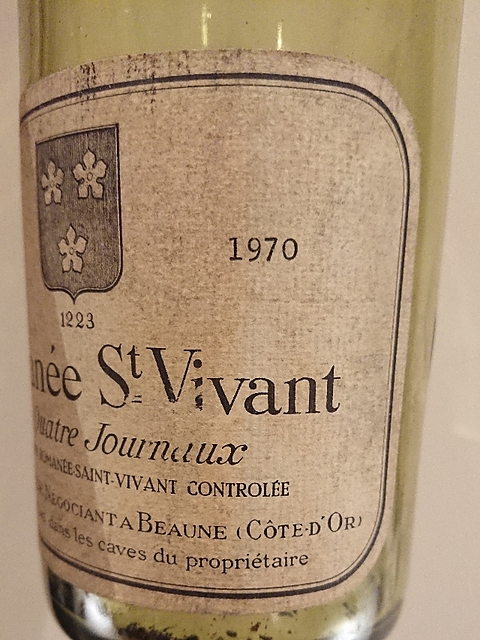 1970
1223
née St Vivant
Quatre Journaux
ROMANÉE-SAINT-VIVANT CONTROLÉE
NÉGOCIANT A BEAUNE (CÔTE-D'OR)
dans les caves du propriétaire